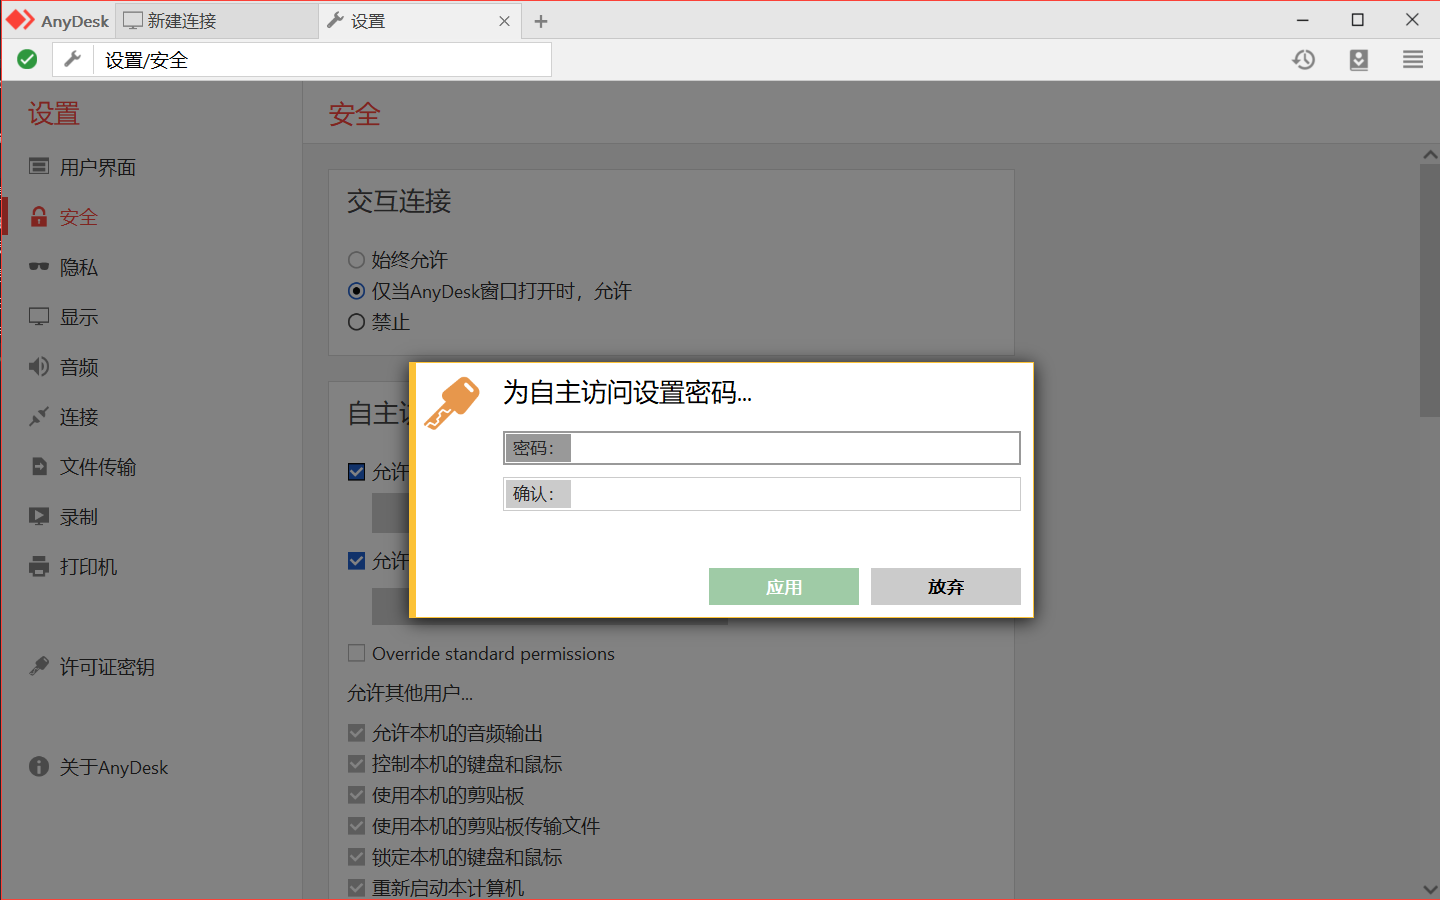 AnyDesk
新建连接
设置
设置/安全
设置
用户界面
安全
隐私
显示
音频
连接
文件传输
录制
打印机
许可证密钥
关于AnyDesk
安全
交互连接
始终允许
仅当AnyDesk窗口打开时，允许
禁止
自主
允许
允许
Override standard permissions
允许其他用户...
允许本机的音频输出
控制本机的键盘和鼠标
使用本机的剪贴板
使用本机的剪贴板传输文件
锁定本机的键盘和鼠标
重新启动本计算机
为自主访问设置密码...
密码：
确认：
应用
放弃